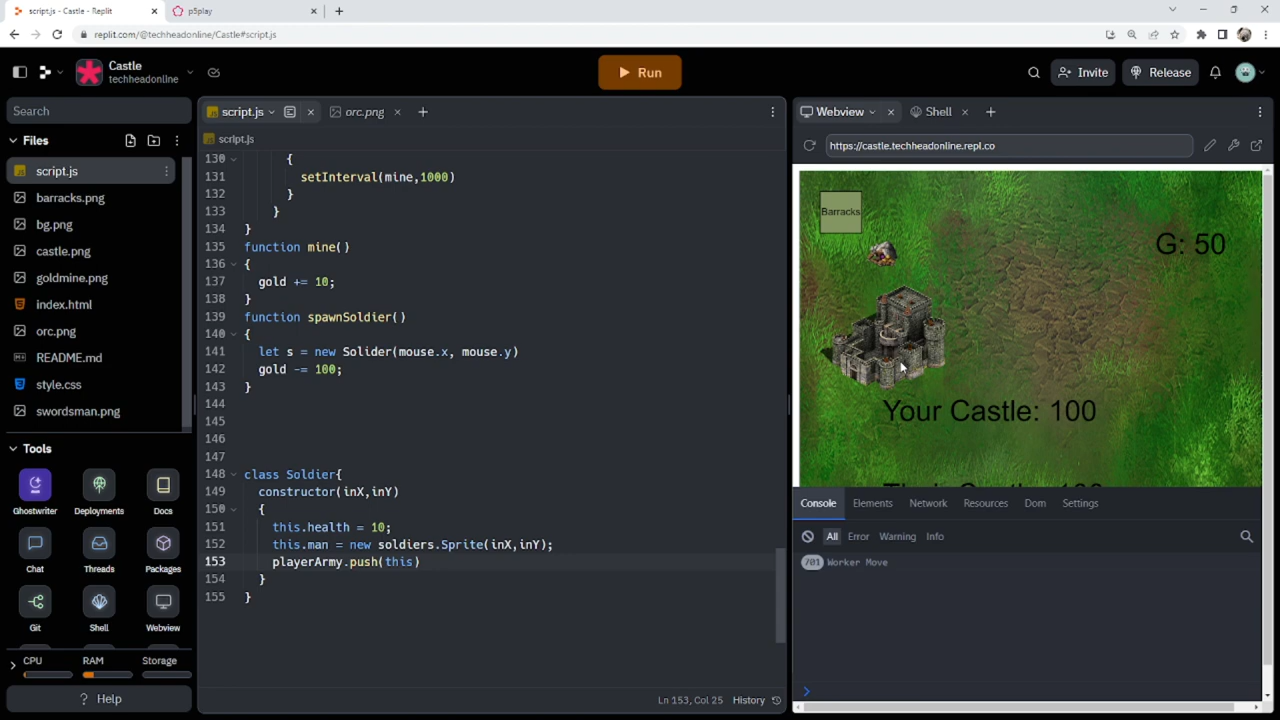 script.js - Castle - Replit
p5play
replit.com/@techheadonline/Castle#script.js
Castle
techheadonline
Run
Invite
Release
Search
Files
script.js
barracks.png
bg.png
castle.png
goldmine.png
index.html
orc.png
README.md
style.css
swordsman.png
Tools
Ghostwriter
Deployments
Docs
Chat
Threads
Packages
Git
Shell
Webview
CPU
RAM
Storage
? Help
script.js
orc.png
script.js
130 {
131 setInterval(mine,1000)
132 }
133 }
134 }
135 function mine()
136 {
137 gold += 10;
138 }
139 function spawnSoldier()
140 {
141 let s = new Solider(mouse.x, mouse.y)
142 gold -= 100;
143 }
144
145
146
147
148 class Soldier{
149 constructor(inX,inY)
150 {
151 this.health = 10;
152 this.man = new soldiers.Sprite(inX,inY);
153 playerArmy.push(this)
154 }
155 }
Ln 153, Col 25
History
Webview
Shell
https://castle.techheadonline.repl.co
Barracks
G: 50
Your Castle: 100
Console
Elements
Network
Resources
Dom
Settings
All
Error
Warning
Info
701 Worker Move